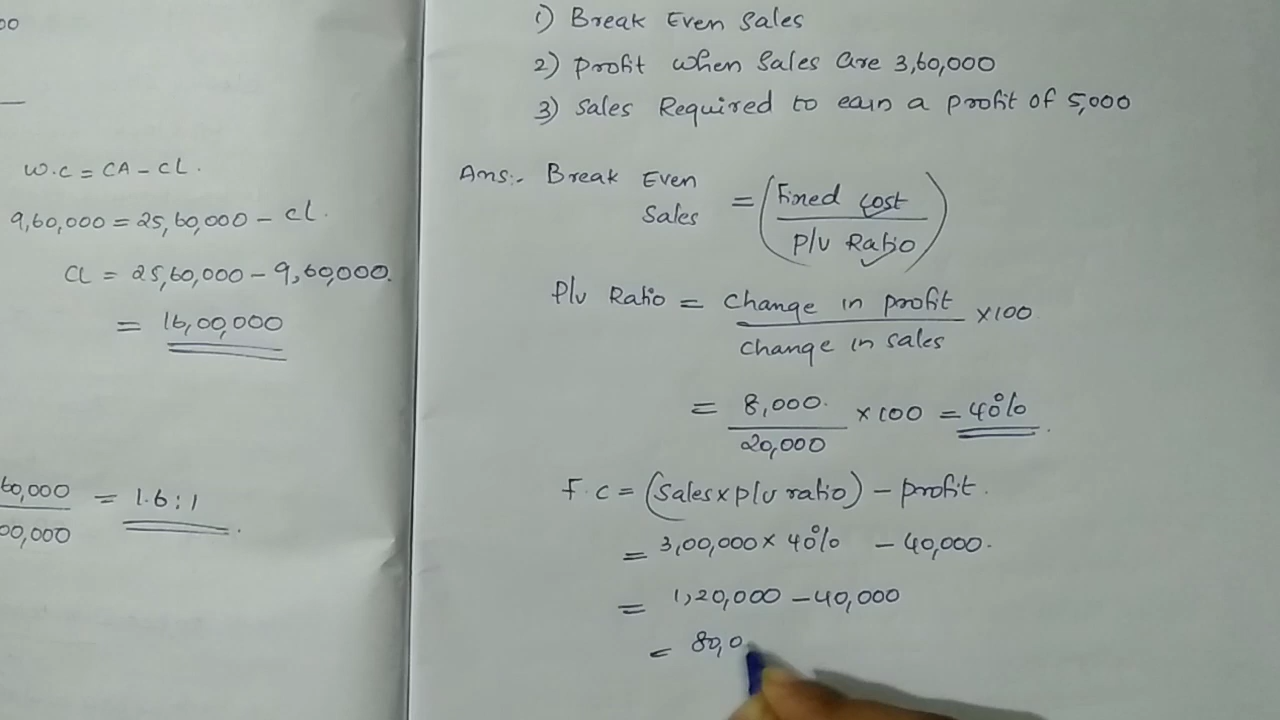 00
W.C = CA - CL.
9,60,000 = 25,60,000 - CL.
CL = 25,60,000 - 9,60,000.
= 16,00,000
60,000 = 1.6:1
00,000
1) Break Even Sales
2) Profit when Sales are 3,60,000
3) Sales Required to earn a profit of 5,000
Ans:- Break Even Sales = (Fixed Cost / P/V Ratio)
P/V Ratio = Change in profit / Change in sales × 100
= 8,000. / 20,000 × 100 = 40%.
F.C = (Sales × P/V ratio) - profit.
= 3,00,000 × 40% - 40,000.
= 1,20,000 - 40,000
= 80,0